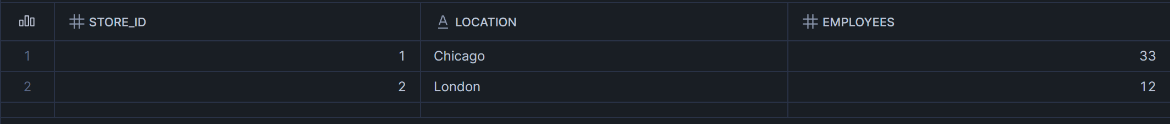 STORE_ID LOCATION EMPLOYEES
1 1 Chicago 33
2 2 London 12